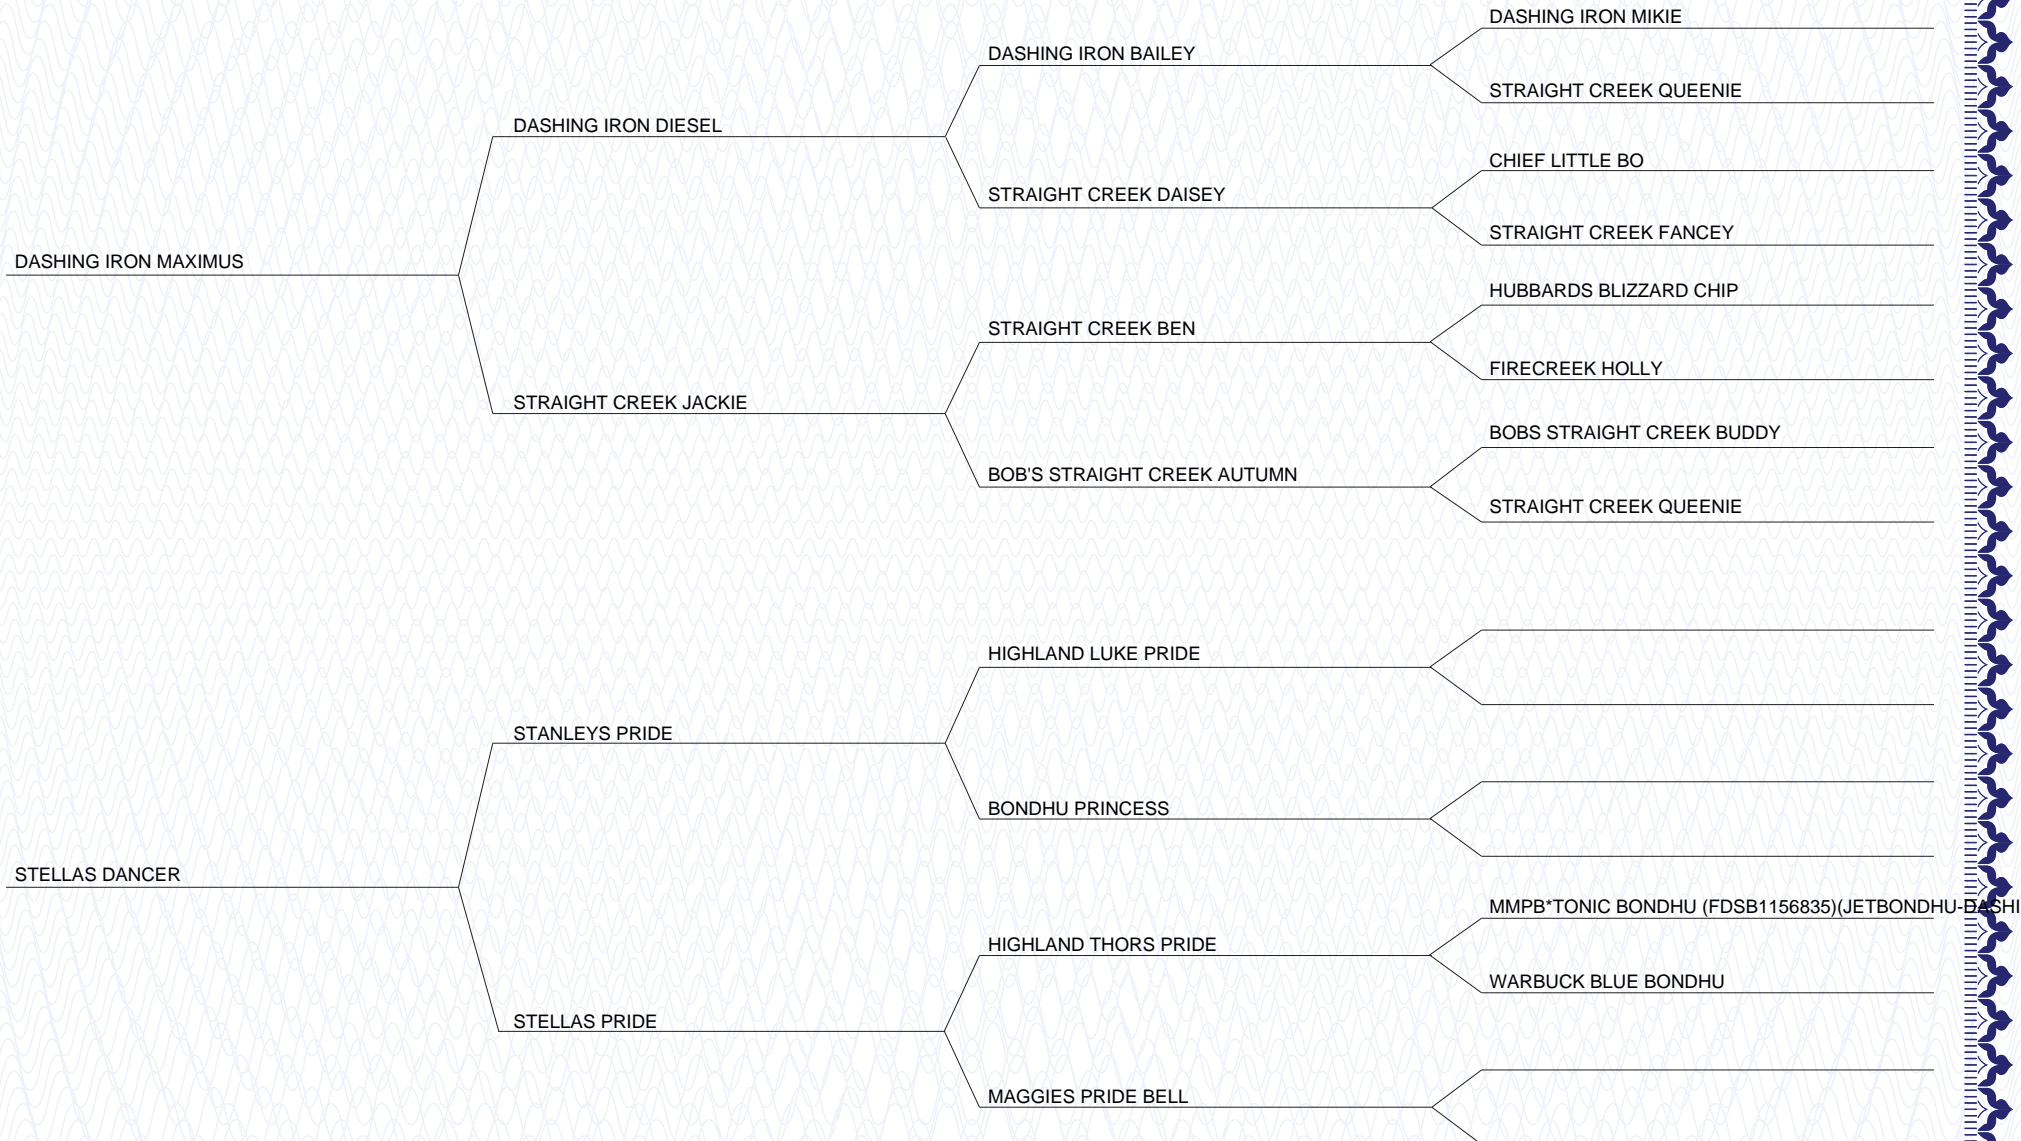 DASHING IRON MIKIE
DASHING IRON BAILEY
STRAIGHT CREEK QUEENIE
DASHING IRON DIESEL
CHIEF LITTLE BO
STRAIGHT CREEK DAISEY
STRAIGHT CREEK FANCEY
DASHING IRON MAXIMUS
HUBBARDS BLIZZARD CHIP
STRAIGHT CREEK BEN
FIRECREEK HOLLY
STRAIGHT CREEK JACKIE
BOBS STRAIGHT CREEK BUDDY
BOB'S STRAIGHT CREEK AUTUMN
STRAIGHT CREEK QUEENIE
HIGHLAND LUKE PRIDE
STANLEYS PRIDE
BONDHU PRINCESS
STELLAS DANCER
MMPB*TONIC BONDHU (FDSB1156835)(JETBONDHU-DASHI
HIGHLAND THORS PRIDE
WARBUCK BLUE BONDHU
STELLAS PRIDE
MAGGIES PRIDE BELL